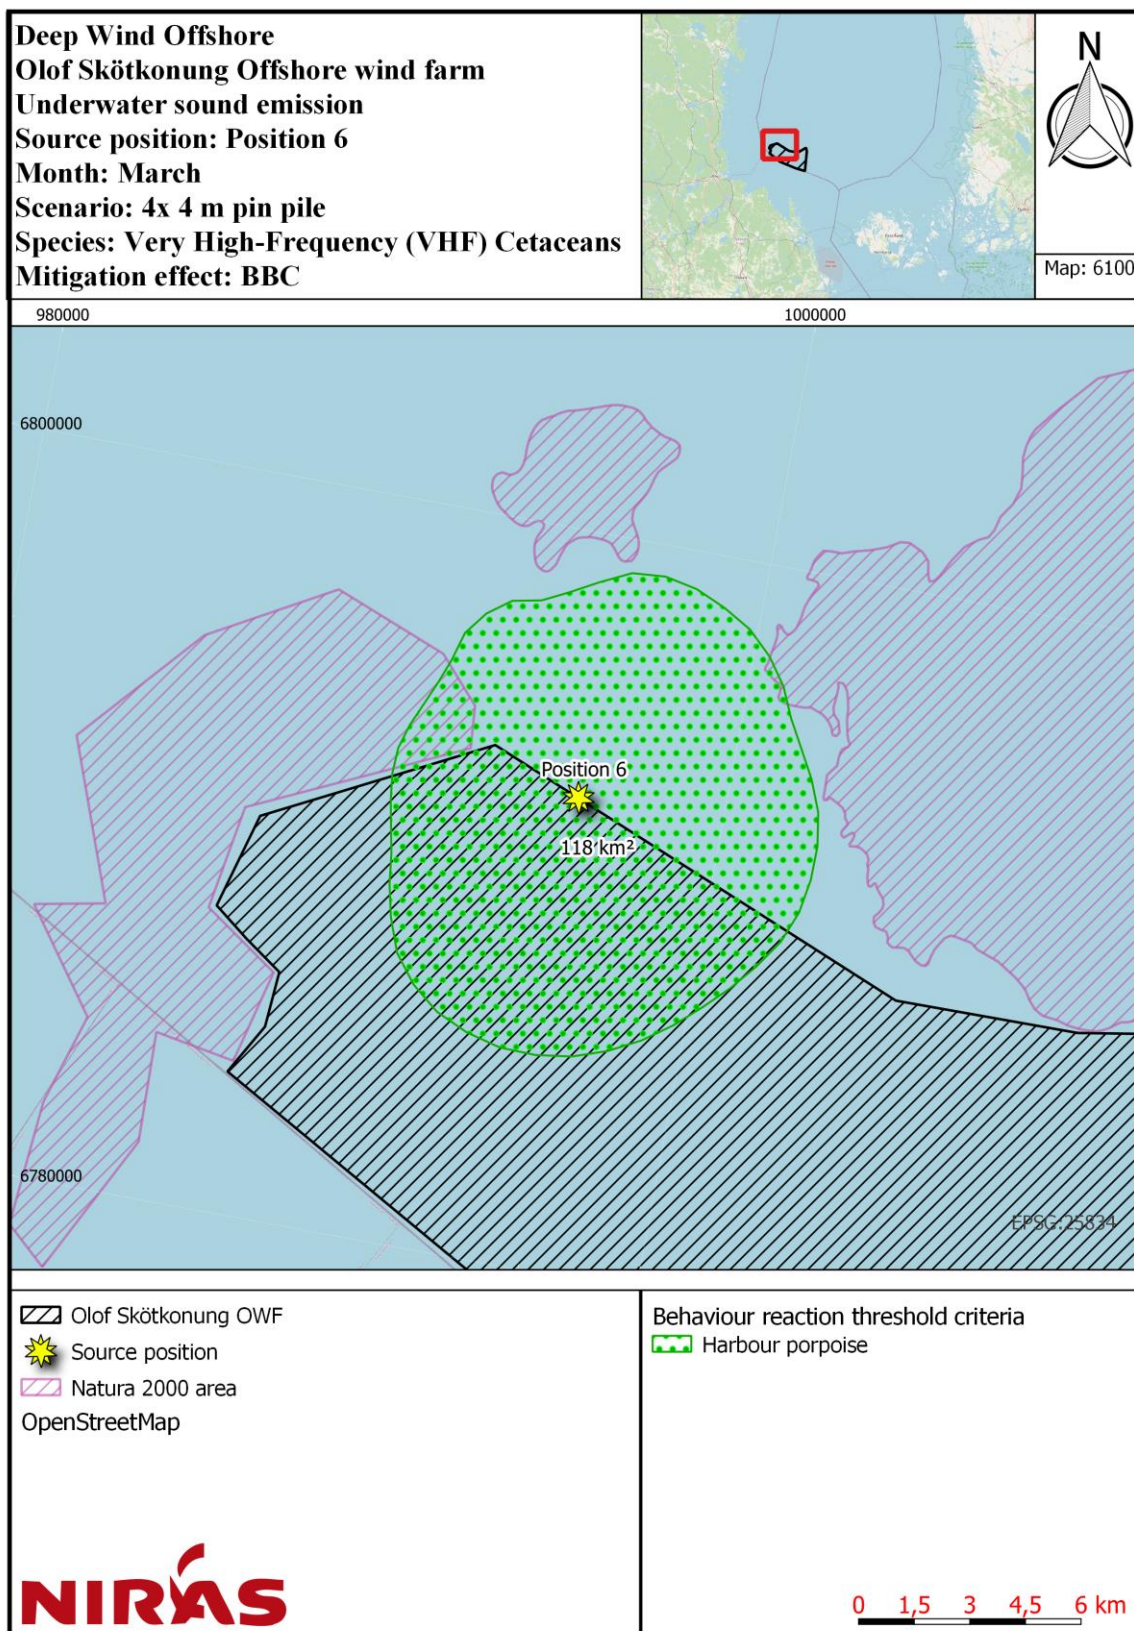 Deep Wind Offshore
Olof Skötkonung Offshore wind farm
Underwater sound emission
Source position: Position 6
Month: March
Scenario: 4x 4 m pin pile
Species: Very High-Frequency (VHF) Cetaceans
Mitigation effect: BBC
N
Map: 6100
980000
1000000
6800000
Position 6
118 km²
6780000
EPSG:25834
Olof Skötkonung OWF
Source position
Natura 2000 area
OpenStreetMap
Behaviour reaction threshold criteria
Harbour porpoise
NIRAS
0 1,5 3 4,5 6 km